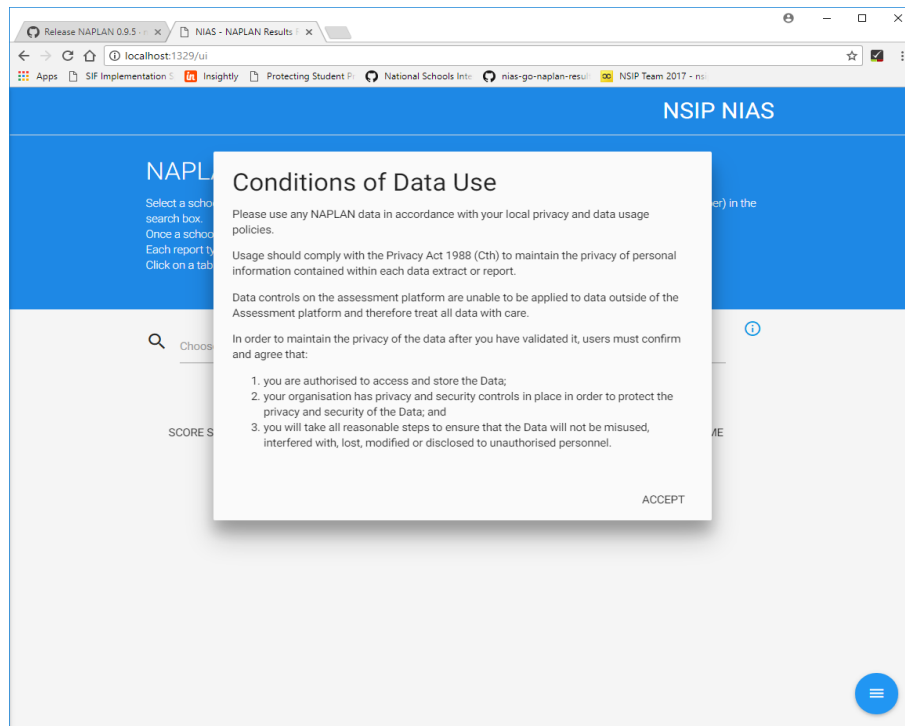 Release NAPLAN 0.9.5 - n
NIAS - NAPLAN Results R
localhost:1329/ui
Apps
SIF Implementation S
Insightly
Protecting Student Pr
National Schools Inte
nias-go-naplan-resul
NSIP Team 2017 - nsi
NSIP NIAS
NAPLA
Select a scho
er) in the
search box.
Once a schoo
Each report ty
Click on a tab
Conditions of Data Use
Please use any NAPLAN data in accordance with your local privacy and data usage
policies.
Usage should comply with the Privacy Act 1988 (Cth) to maintain the privacy of personal
information contained within each data extract or report.
Data controls on the assessment platform are unable to be applied to data outside of the
Assessment platform and therefore treat all data with care.
In order to maintain the privacy of the data after you have validated it, users must confirm
and agree that:
1. you are authorised to access and store the Data;
2. your organisation has privacy and security controls in place in order to protect the
privacy and security of the Data; and
3. you will take all reasonable steps to ensure that the Data will not be misused,
interfered with, lost, modified or disclosed to unauthorised personnel.
ACCEPT
Choos
SCORE S
ME